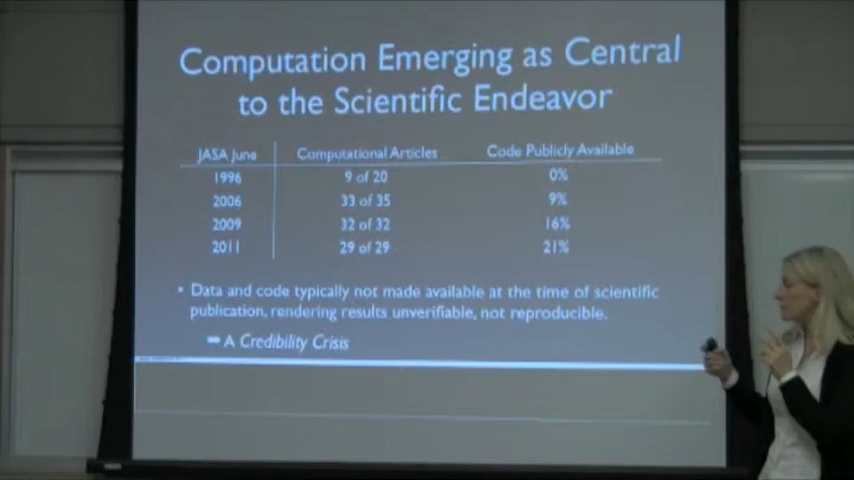 Computation Emerging as Central
to the Scientific Endeavor
JASA June Computational Articles Code Publicly Available
1996 9 of 20 0%
2006 33 of 35 9%
2009 32 of 32 16%
2011 29 of 29 21%
• Data and code typically not made available at the time of scientific
publication, rendering results unverifiable, not reproducible.
➡ A Credibility Crisis